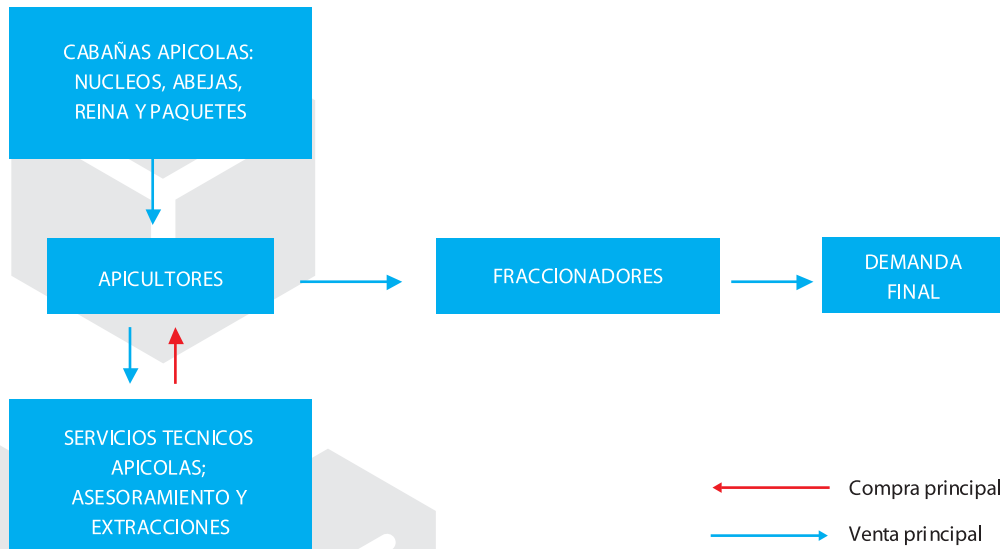 CABAÑAS APICOLAS:
NUCLEOS, ABEJAS,
REINA Y PAQUETES
APICULTORES
FRACCIONADORES
DEMANDA
FINAL
SERVICIOS TECNICOS
APICOLAS;
ASESORAMIENTO Y
EXTRACCIONES
Compra principal
Venta principal